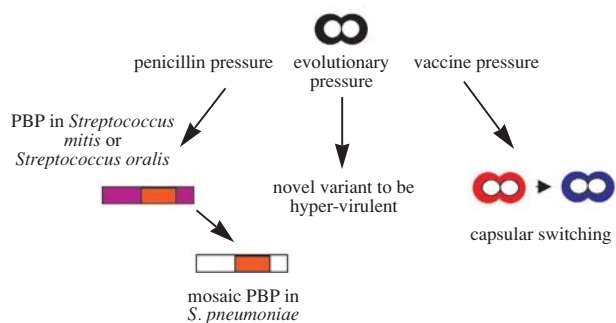 penicillin pressure
evolutionary
pressure
vaccine pressure
PBP in Streptococcus
mitis or
Streptococcus oralis
novel variant to be
hyper-virulent
capsular switching
mosaic PBP in
S. pneumoniae